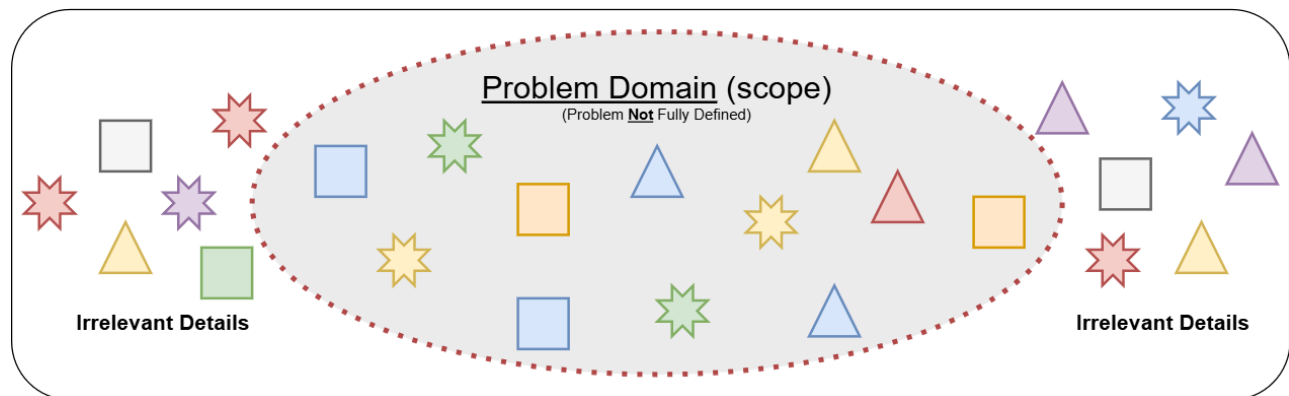 Problem Domain (scope)
(Problem Not Fully Defined)
Irrelevant Details
Irrelevant Details